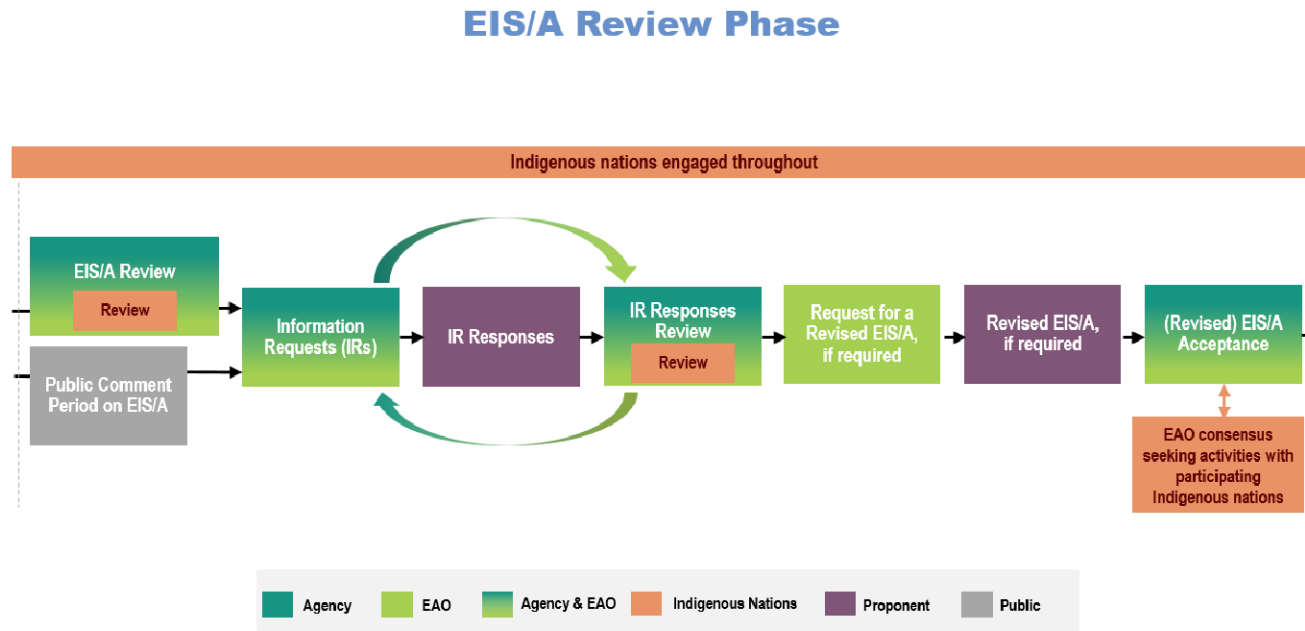 EIS/A Review Phase
Indigenous nations engaged throughout
EIS/A Review
Review
Public Comment
Period on EIS/A
Information
Requests (IRs)
IR Responses
IR Responses
Review
Review
Request for a
Revised EIS/A,
if required
Revised EIS/A,
if required
(Revised) EIS/A
Acceptance
EAO consensus
seeking activities with
participating
Indigenous nations
Agency
EAO
Agency & EAO
Indigenous Nations
Proponent
Public